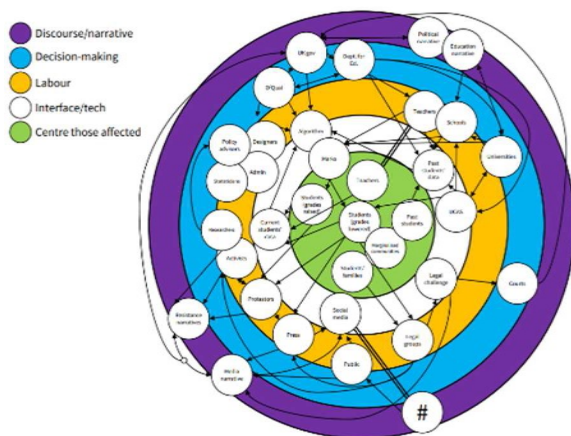 Discourse/narrative
Decision-making
Labour
Interface/tech
Centre those affected
UKgov
Dept. for
Ed.
Political
narrative
Education
narrative
OfQual
Teachers
Schools
Policy
advisors
Designers
Algorithm
Marks
Past
students'
data
Universities
Admin
Teachers
Students
(grades
raised)
Current
students'
data
Students
(grades
lowered)
Past
students
Marginalised
communities
UCAS
Researchers
Activists
Students/
families
Legal
challenge
Courts
Protestors
Resistance
narratives
Social
media
Press
Legal
groups
Public
Media
narrative
#